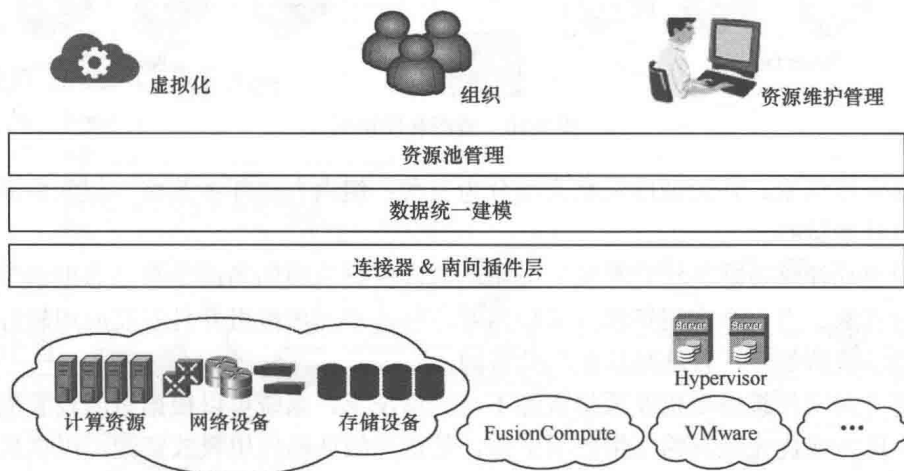 虚拟化
组织
资源维护管理
资源池管理
数据统一建模
连接器 & 南向插件层
Server Server
Hypervisor
计算资源 网络设备 存储设备
FusionCompute VMware ...